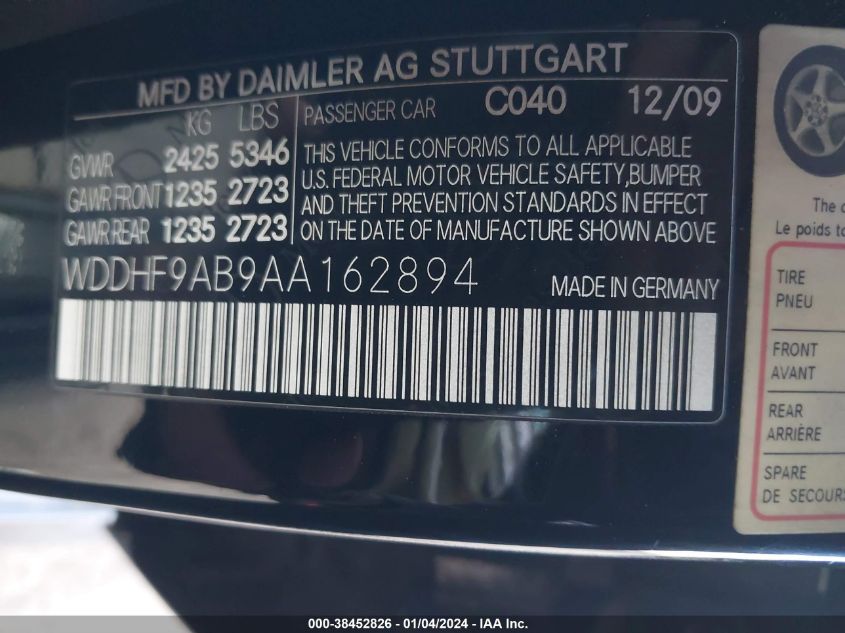 MFD BY DAIMLER AG STUTTGART
KG LBS
GVWR 2425 5346
GAWR FRONT 1235 2723
GAWR REAR 1235 2723
PASSENGER CAR C040 12/09
THIS VEHICLE CONFORMS TO ALL APPLICABLE
U.S. FEDERAL MOTOR VEHICLE SAFETY,BUMPER
AND THEFT PREVENTION STANDARDS IN EFFECT
ON THE DATE OF MANUFACTURE SHOWN ABOVE
WDDHF9AB9AA162894 MADE IN GERMANY
The
Le poids to
TIRE
PNEU
FRONT
AVANT
REAR
ARRIÈRE
SPARE
DE SECOURS
000-38452826 - 01/04/2024 - IAA Inc.